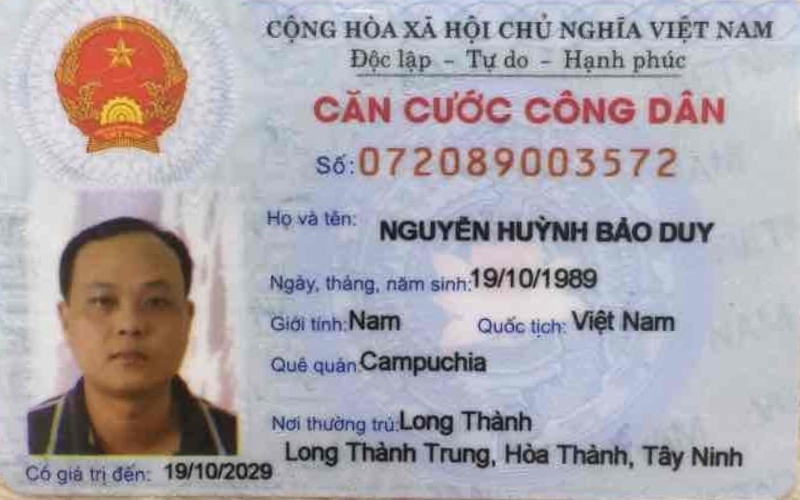 CỘNG HÒA XÃ HỘI CHỦ NGHĨA VIỆT NAM
Độc lập - Tự do - Hạnh phúc
CĂN CƯỚC CÔNG DÂN
Số: 072089003572
Họ và tên: NGUYỄN HUỲNH BẢO DUY
Ngày, tháng, năm sinh: 19/10/1989
Giới tính: Nam Quốc tịch: Việt Nam
Quê quán: Campuchia
Nơi thường trú: Long Thành
Long Thành Trung, Hòa Thành, Tây Ninh
Có giá trị đến: 19/10/2029